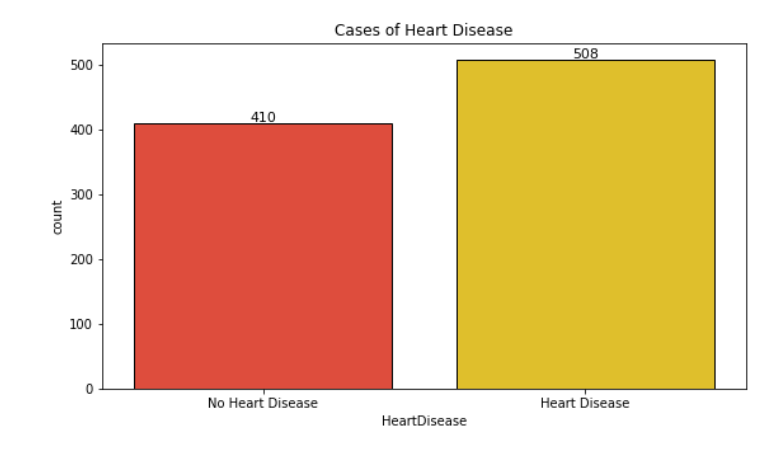 Cases of Heart Disease
508
500
410
400
300
count
200
100
0
No Heart Disease
Heart Disease
HeartDisease